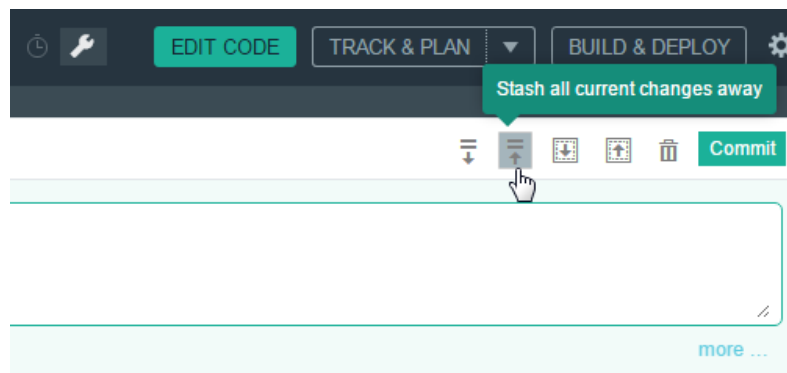 EDIT CODE TRACK & PLAN BUILD & DEPLOY
Stash all current changes away
Commit
more ...